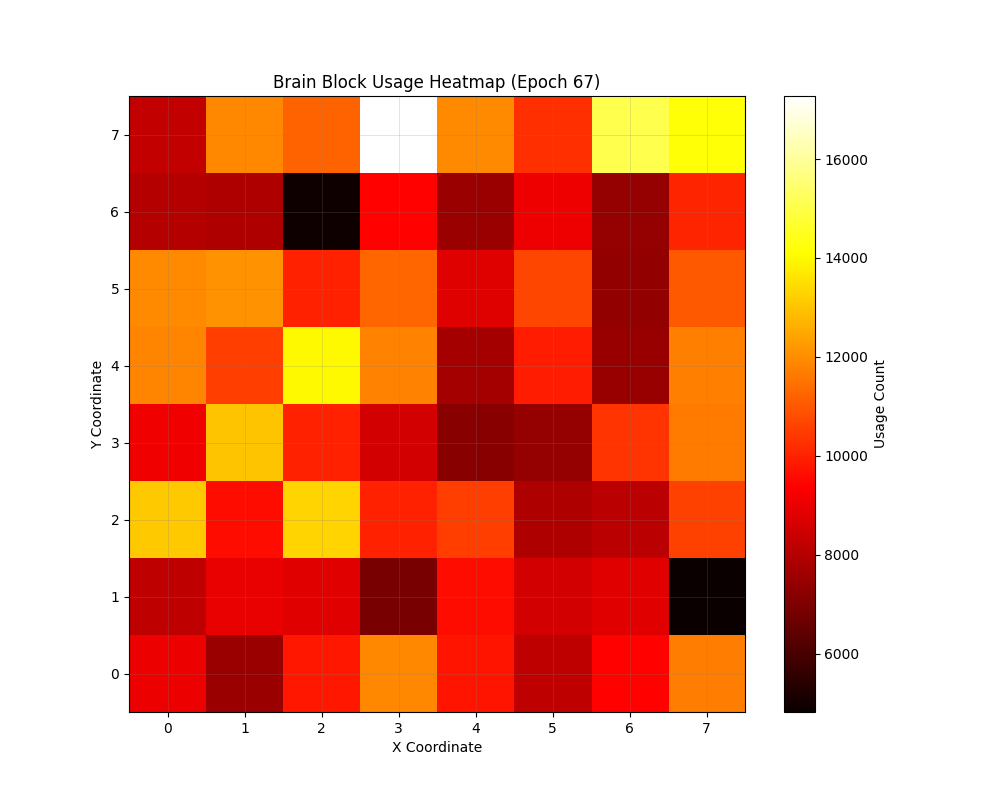 Brain Block Usage Heatmap (Epoch 67)
7
6
5
4
3
2
1
0
Y Coordinate
0 1 2 3 4 5 6 7
X Coordinate
16000
14000
12000
10000
8000
6000
Usage Count